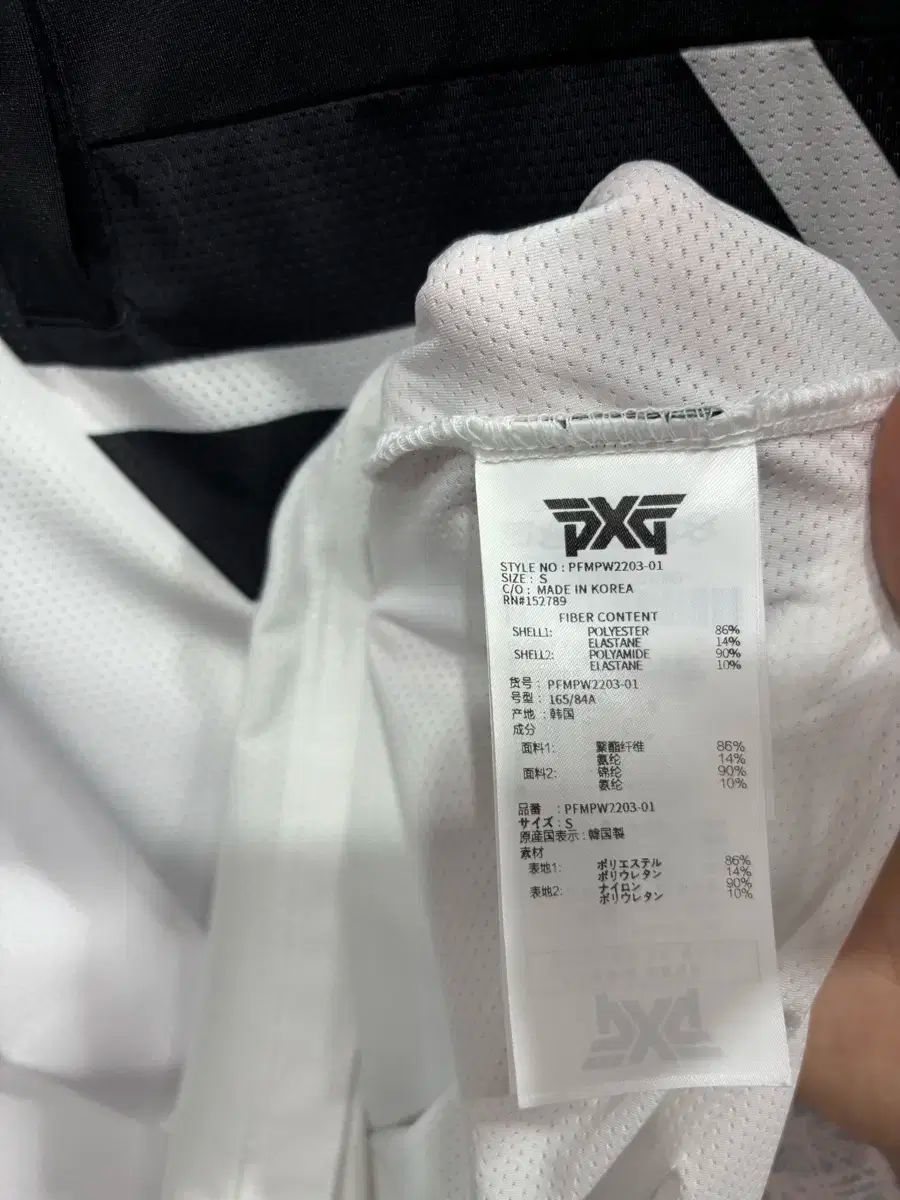 PXG
STYLE NO : PFMPW2203-01
SIZE : S
C/O : MADE IN KOREA
RN#152789
FIBER CONTENT
SHELL1: POLYESTER 86%
ELASTANE 14%
SHELL2: POLYAMIDE 90%
ELASTANE 10%
货号 : PFMPW2203-01
号型 : 165/84A
产地 : 韩国
成分
面料1: 聚酯纤维 86%
氨纶 14%
面料2: 锦纶 90%
氨纶 10%
品番 : PFMPW2203-01
サイズ : S
原産国表示 : 韓国製
素材
表地1: ポリエステル 86%
ポリウレタン 14%
表地2: ナイロン 90%
ポリウレタン 10%
PXG